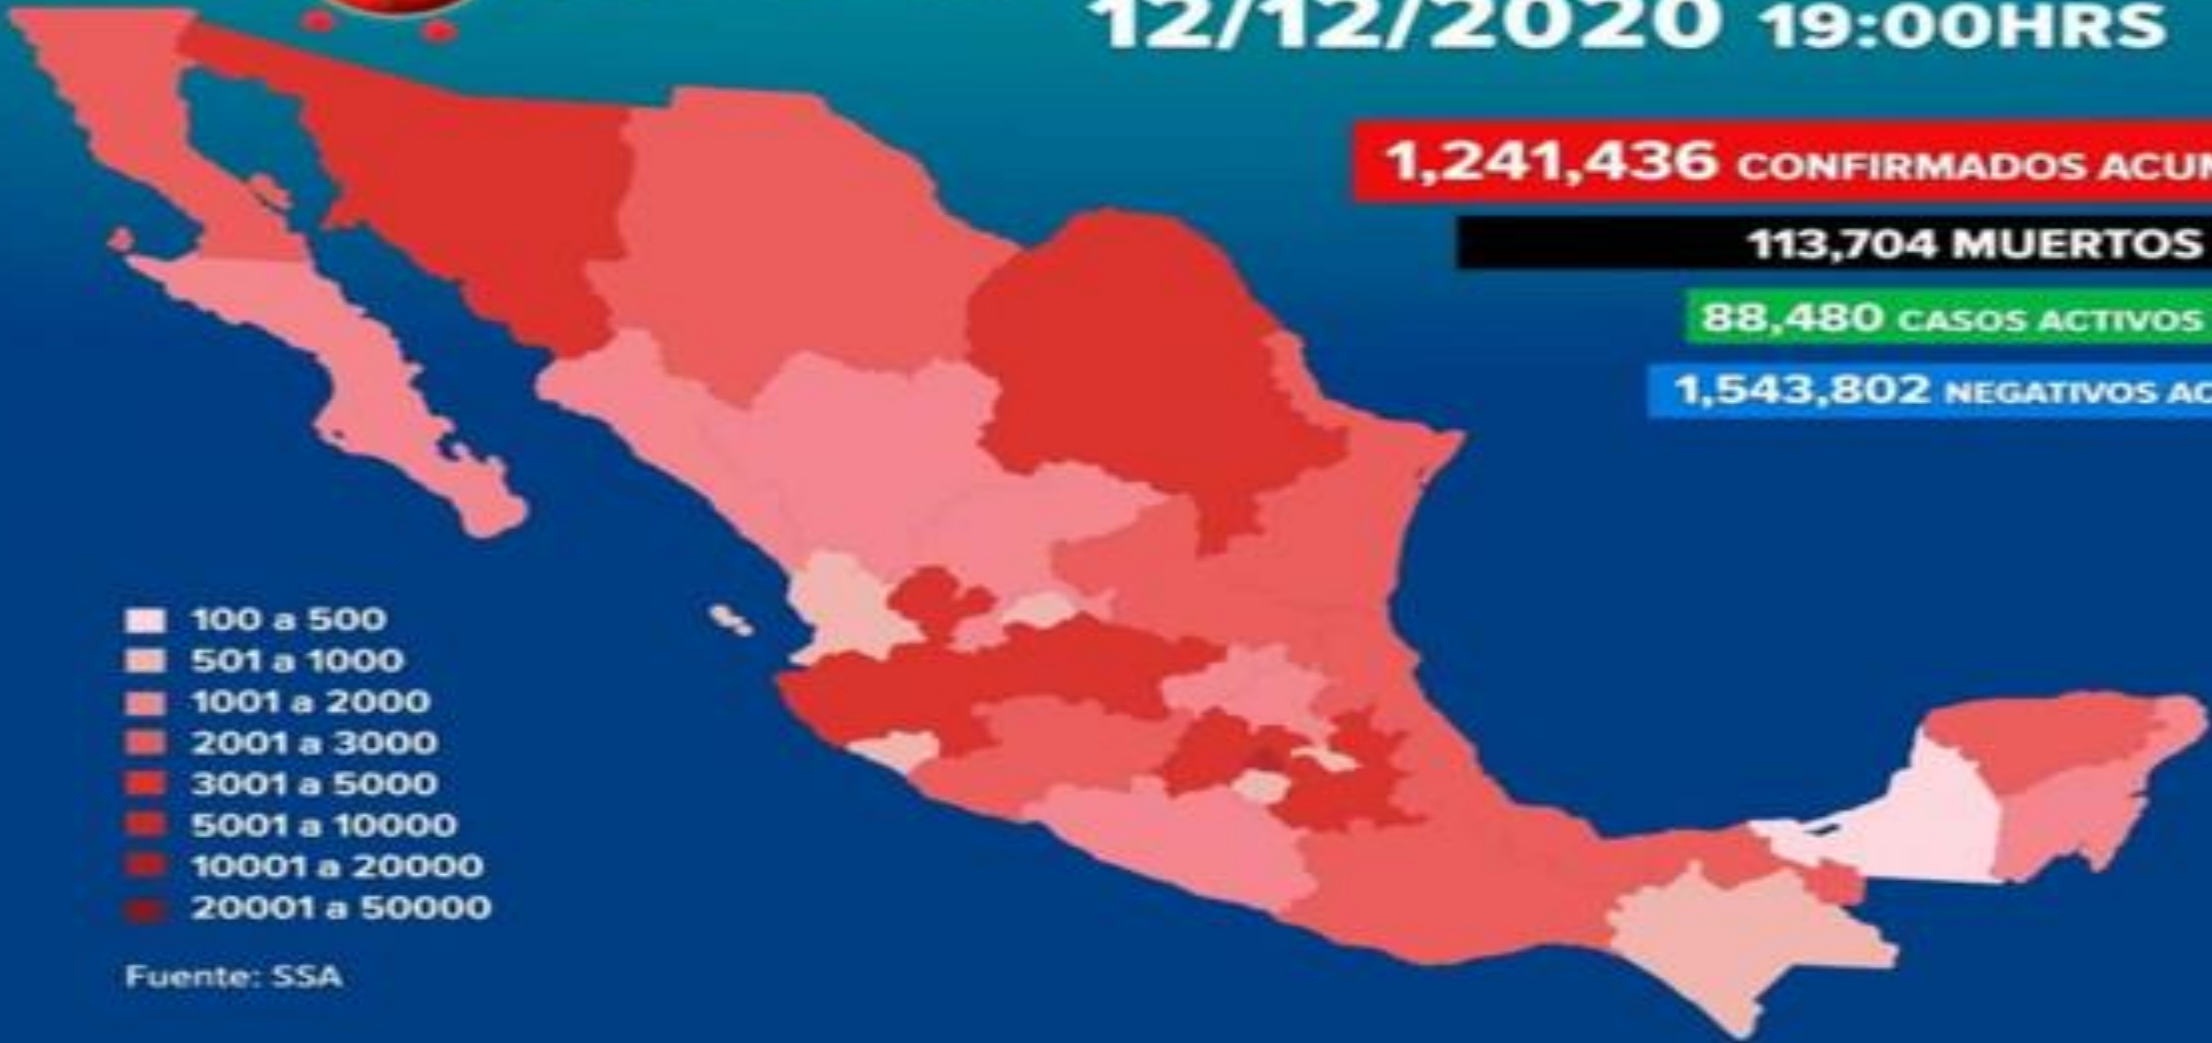 12/12/2020 19:00HRS
1,241,436 CONFIRMADOS
113,704 MUERTOS
88,480 CASOS ACTIVOS
1,543,802 NEGATIVOS
100 a 500
501 a 1000
1001 a 2000
2001 a 3000
3001 a 5000
5001 a 10000
10001 a 20000
20001 a 50000
Fuente: SSA